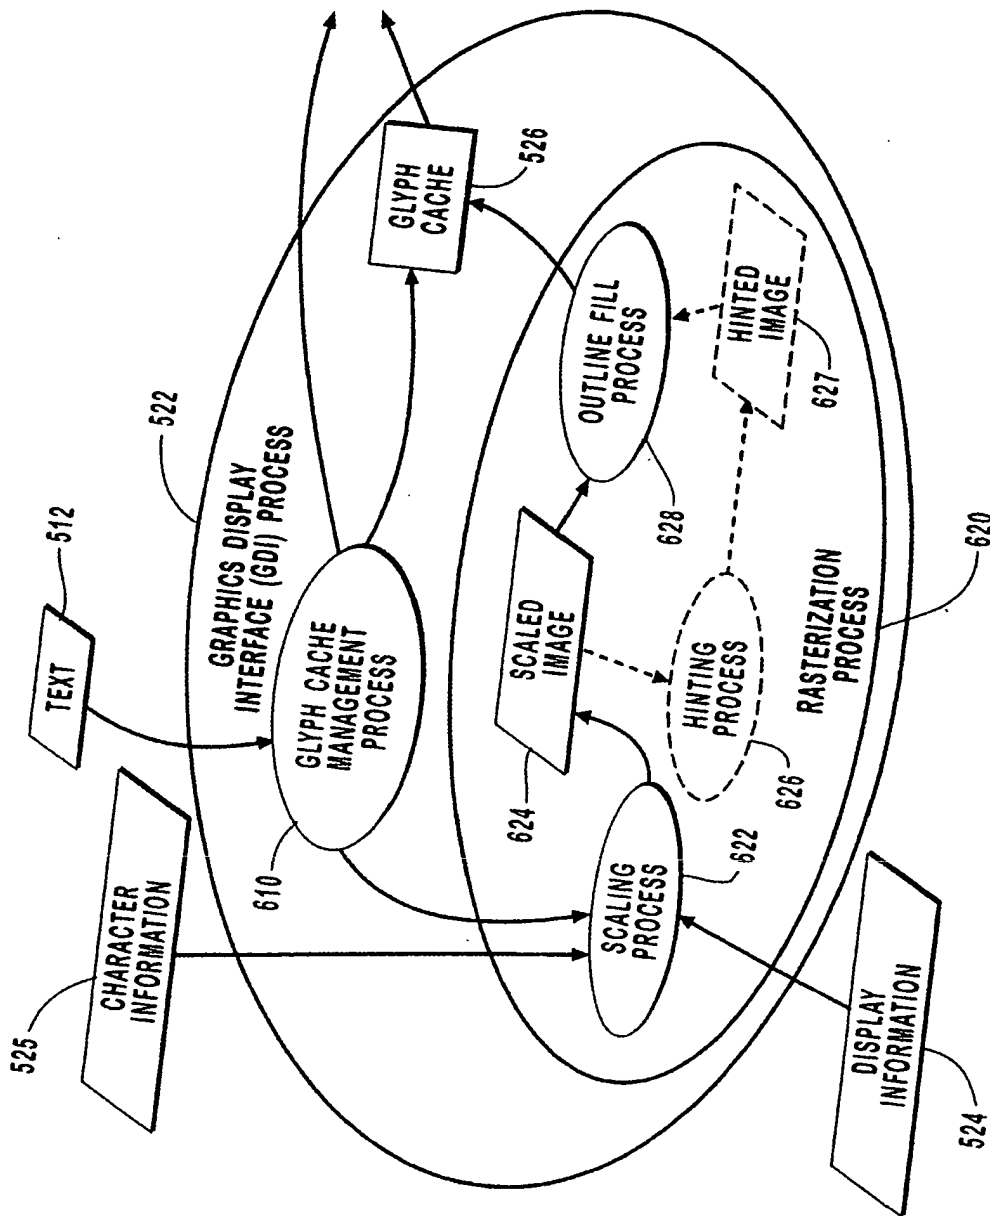 525
CHARACTER
INFORMATION
TEXT
512
522
GRAPHICS DISPLAY
INTERFACE (GDI) PROCESS
610
GLYPH CACHE
MANAGEMENT
PROCESS
GLYPH
CACHE
526
SCALING
PROCESS
622
624
SCALED
IMAGE
OUTLINE FILL
PROCESS
628
HINTING PROCESS
626
HINTED
IMAGE
627
RASTERIZATION
PROCESS
620
DISPLAY
INFORMATION
524